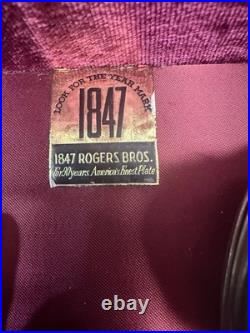 LOOK FOR THE YEAR MARK
1847
1847 ROGERS BROS.
For 90 years, America's Finest Plate